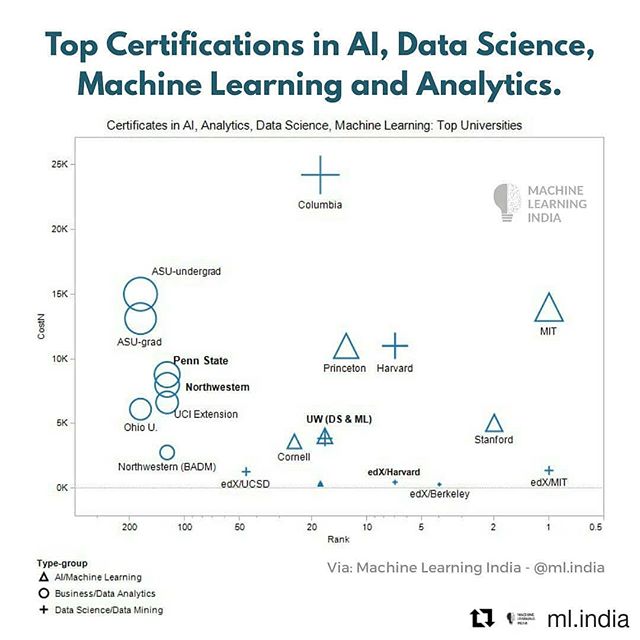 Top Certifications in AI, Data Science,
Machine Learning and Analytics.
Certificates in AI, Analytics, Data Science, Machine Learning: Top Universities
25K
20K
15K
10K
5K
0K
CostN
Columbia
MACHINE
LEARNING
INDIA
ASU-undergrad
ASU-grad
MIT
Penn State
Princeton
Harvard
Northwestern
UCI Extension
Ohio U.
UW (DS & ML)
Stanford
Cornell
Northwestern (BADM)
edX/UCSD
edX/Harvard
edX/Berkeley
edX/MIT
200 100 50 20 10 5 2 1 0.5
Rank
Type-group
AI/Machine Learning
Business/Data Analytics
Data Science/Data Mining
Via: Machine Learning India - @ml.india
MACHINE
LEARNING
INDIA
ml.india